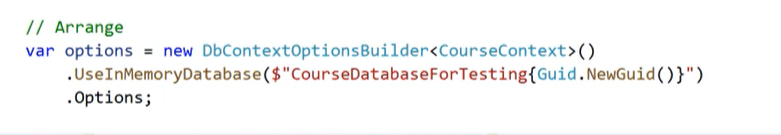 // Arrange
var options = new DbContextOptionsBuilder<CourseContext>()
.UseInMemoryDatabase($"CourseDatabaseForTesting{Guid.NewGuid()}")
.Options;